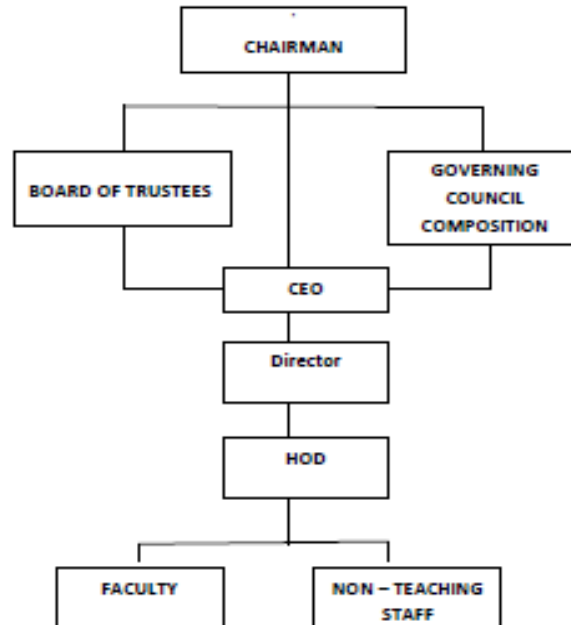 CHAIRMAN
BOARD OF TRUSTEES
GOVERNING
COUNCIL
COMPOSITION
CEO
Director
HOD
FACULTY
NON – TEACHING
STAFF